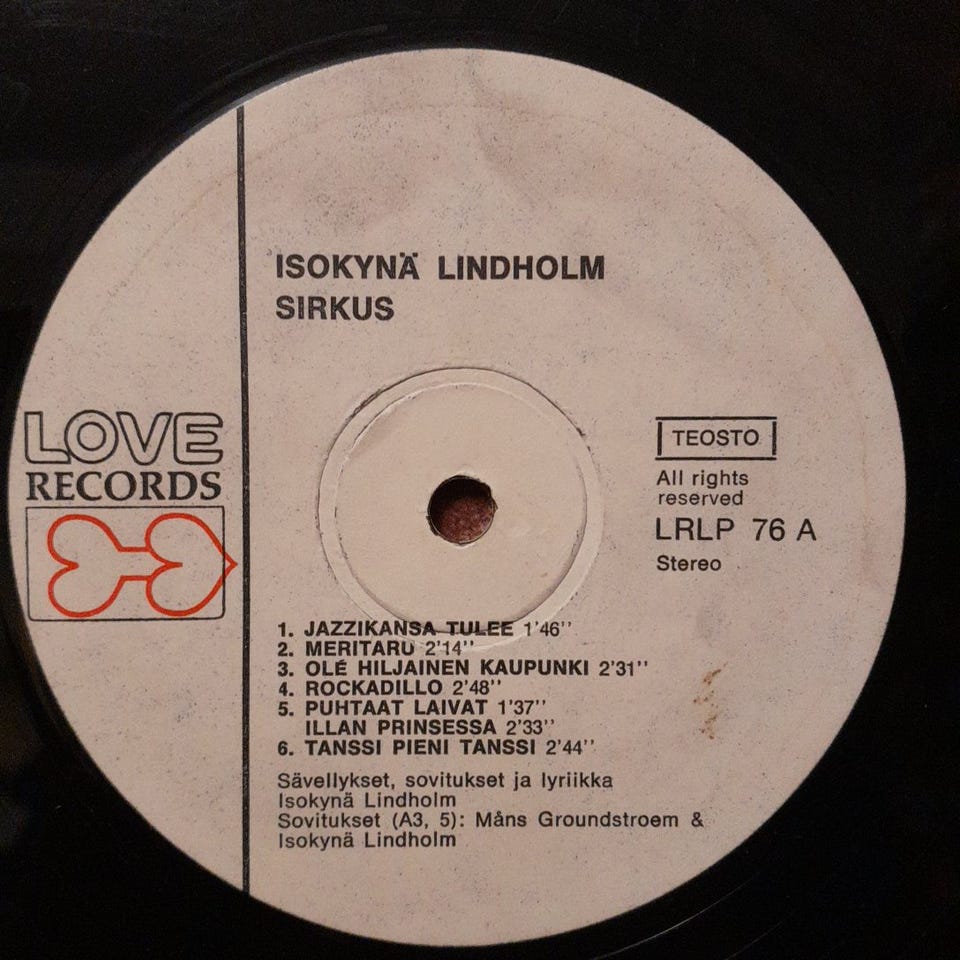 ISOKYNÄ LINDHOLM
SIRKUS
LOVE
RECORDS
TEOSTO
All rights
reserved
LRLP 76 A
Stereo
1. JAZZIKANSA TULEE 1'46''
2. MERITARU 2'14''
3. OLÉ HILJAINEN KAUPUNKI 2'31''
4. ROCKADILLO 2'48''
5. PUHTAAT LAIVAT 1'37''
ILLAN PRINSESSA 2'33''
6. TANSSI PIENI TANSSI 2'44''
Sävellykset, sovitukset ja lyriikka
Isokynä Lindholm
Sovitukset (A3, 5): Måns Groundstroem &
Isokynä Lindholm